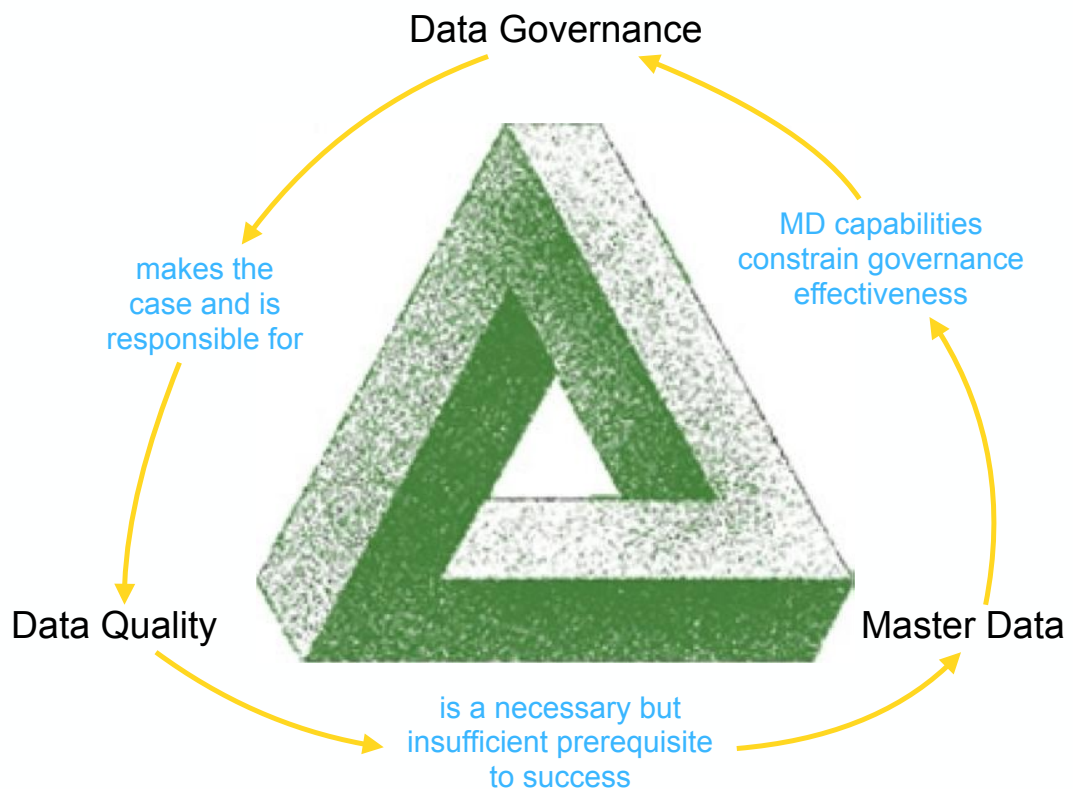 Data Governance
makes the
case and is
responsible for
Data Quality
is a necessary but
insufficient prerequisite
to success
Master Data
MD capabilities
constrain governance
effectiveness